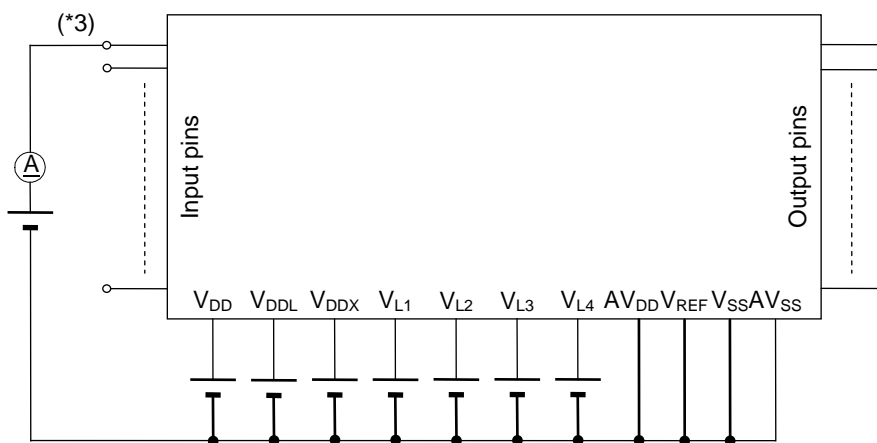 (*3)
A
Input pins
Output pins
VDD VDDL VDDX VL1 VL2 VL3 VL4 AVDD VREF VSS AVSS